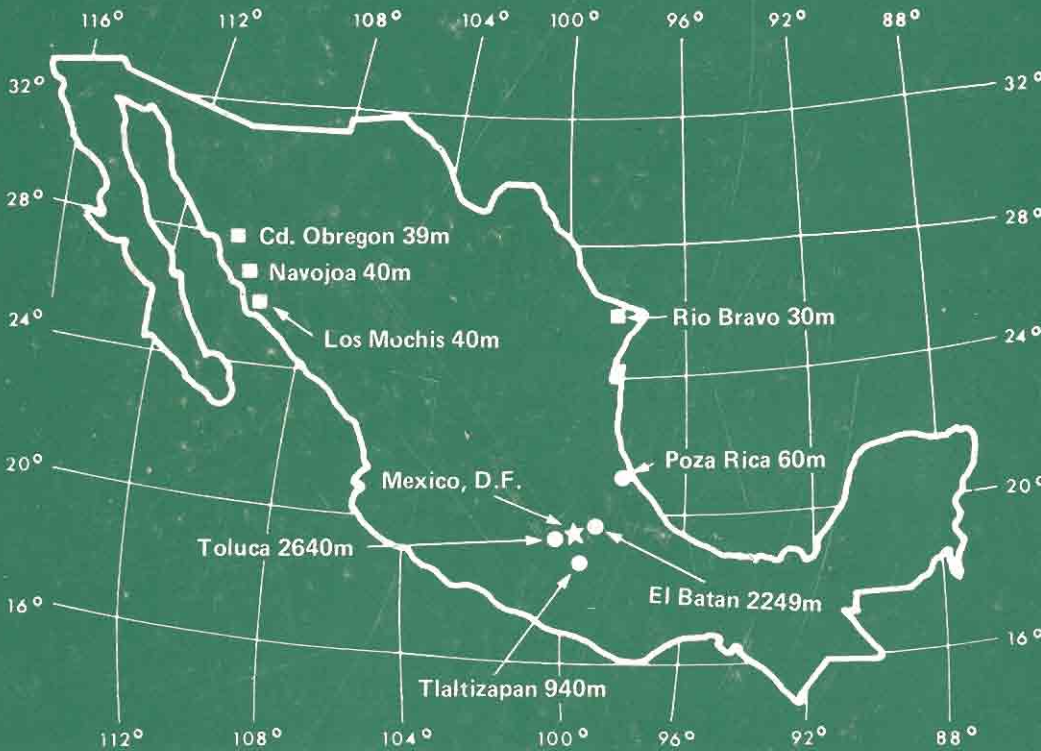 116° 112° 108° 104° 100° 96° 92° 88°
32° 32°
28° 28°
Cd. Obregon 39m
Navojoa 40m
Rio Bravo 30m
24° 24°
Los Mochis 40m
20° 20°
Poza Rica 60m
Mexico, D.F.
Toluca 2640m
El Batan 2249m
16° 16°
Tlaltizapan 940m
112° 108° 104° 100° 96° 92° 88°